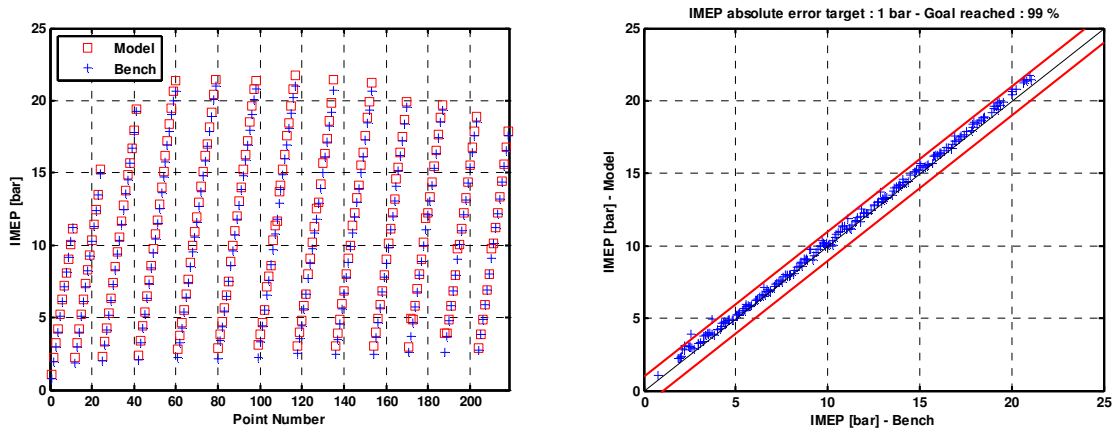 25
20
15
10
5
0
IMEP [bar]
Model
Bench
0 20 40 60 80 100 120 140 160 180 200
Point Number
IMEP absolute error target : 1 bar - Goal reached : 99 %
25
20
15
10
5
0
IMEP [bar] - Model
0 5 10 15 20 25
IMEP [bar] - Bench